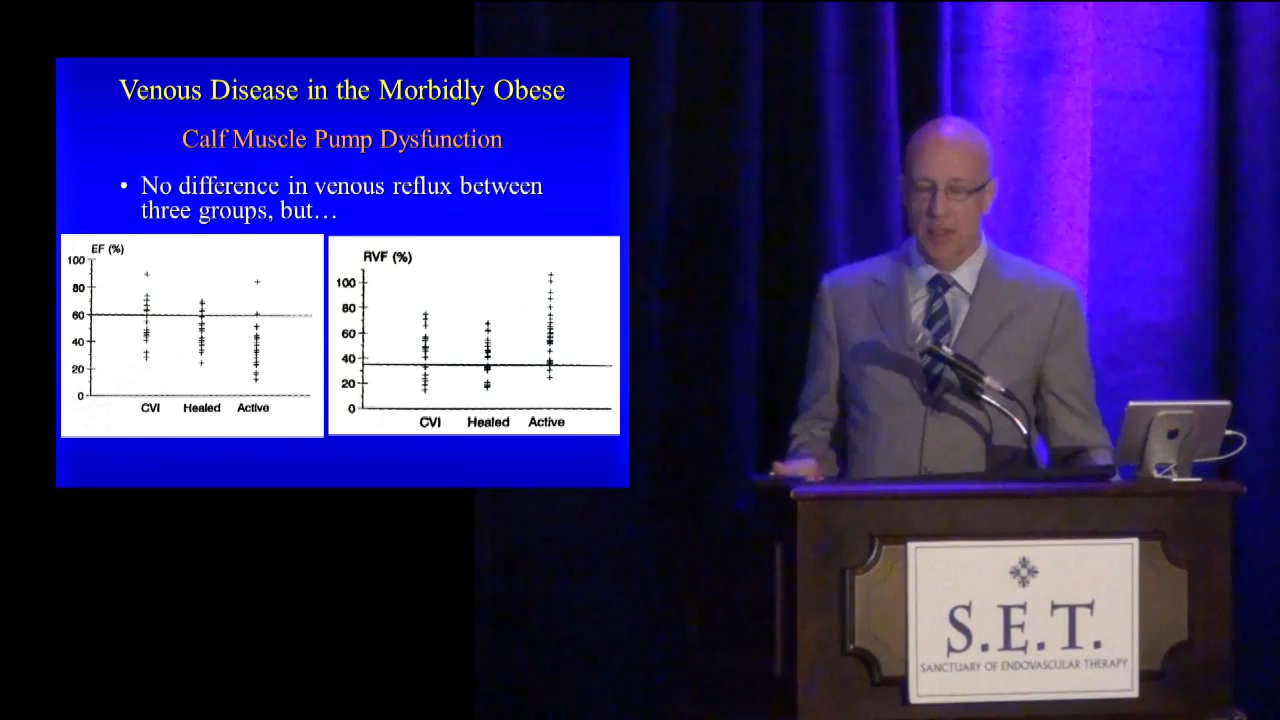 Venous Disease in the Morbidly Obese
Calf Muscle Pump Dysfunction
• No difference in venous reflux between
three groups, but…
EF (%)
100
80
60
40
20
0
CVI Healed Active
RVF (%)
100
80
60
40
20
0
CVI Healed Active
S.E.T.
SANCTUARY OF ENDOVASCULAR THERAPY